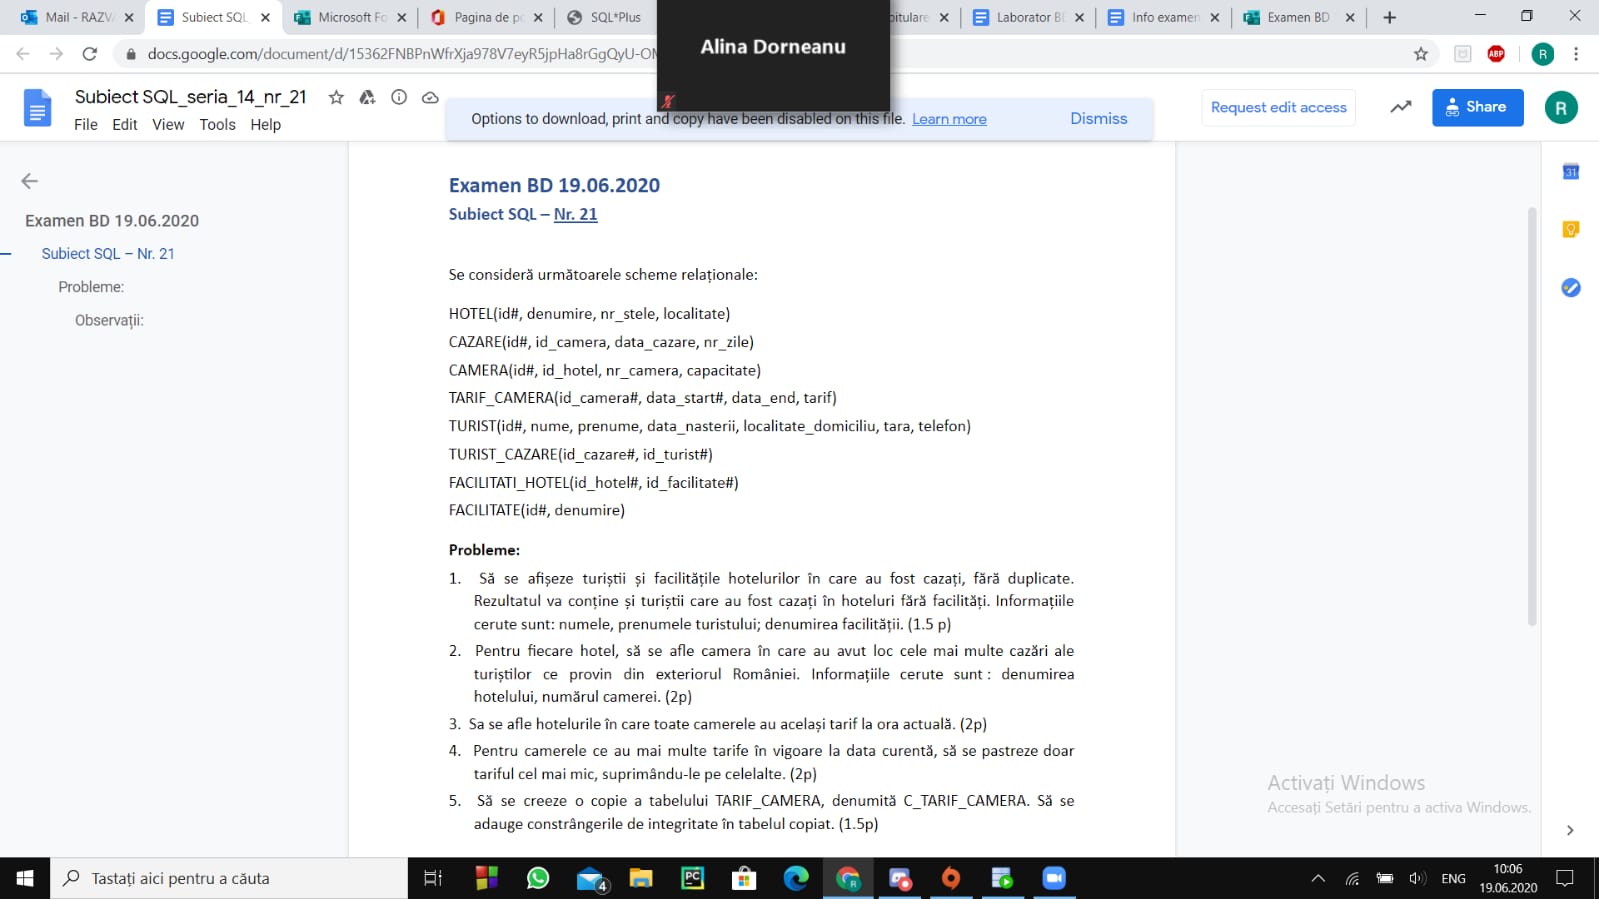 Mail - RAZV
Subiect SQL
Microsoft Fo
Pagina de po
SQL*Plus
pitulare
Laborator B
Info examen
Examen BD
docs.google.com/document/d/15362FNBPnWfrXja978V7eyR5jpHa8rGgQyU-O
Alina Dorneanu
ABP
R
Subiect SQL_seria_14_nr_21
File Edit View Tools Help
Options to download, print and copy have been disabled on this file. Learn more
Dismiss
Request edit access
Share
R
31
Examen BD 19.06.2020
Subiect SQL – Nr. 21
Probleme:
Observații:
Examen BD 19.06.2020
Subiect SQL – Nr. 21
Se consideră următoarele scheme relaționale:
HOTEL(id#, denumire, nr_stele, localitate)
CAZARE(id#, id_camera, data_cazare, nr_zile)
CAMERA(id#, id_hotel, nr_camera, capacitate)
TARIF_CAMERA(id_camera#, data_start#, data_end, tarif)
TURIST(id#, nume, prenume, data_nasterii, localitate_domiciliu, tara, telefon)
TURIST_CAZARE(id_cazare#, id_turist#)
FACILITATI_HOTEL(id_hotel#, id_facilitate#)
FACILITATE(id#, denumire)
Probleme:
1. Să se afișeze turiștii și facilitățile hotelurilor în care au fost cazați, fără duplicate.
Rezultatul va conține și turiștii care au fost cazați în hoteluri fără facilități. Informațiile
cerute sunt: numele, prenumele turistului; denumirea facilității. (1.5 p)
2. Pentru fiecare hotel, să se afle camera în care au avut loc cele mai multe cazări ale
turiștilor ce provin din exteriorul României. Informațiile cerute sunt : denumirea
hotelului, numărul camerei. (2p)
3. Sa se afle hotelurile în care toate camerele au același tarif la ora actuală. (2p)
4. Pentru camerele ce au mai multe tarife în vigoare la data curentă, să se pastreze doar
tariful cel mai mic, suprimându-le pe celelalte. (2p)
5. Să se creeze o copie a tabelului TARIF_CAMERA, denumită C_TARIF_CAMERA. Să se
adauge constrângerile de integritate în tabelul copiat. (1.5p)
Activați Windows
Accesați Setări pentru a activa Windows.
Tastați aici pentru a căuta
4
PC
R
ENG
10:06
19.06.2020